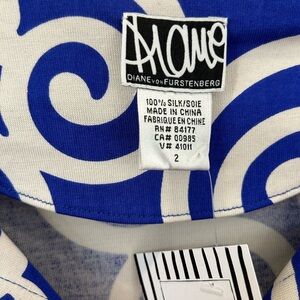 Diane
DIANE VON FURSTENBERG
100% SILK/SOIE
MADE IN CHINA
FABRIQUE EN CHINE
RN# 84177
CA# 00985
V# 41011
2